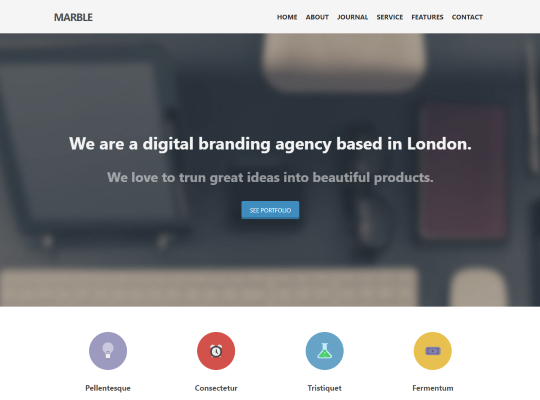 MARBLE
HOME ABOUT JOURNAL SERVICE FEATURES CONTACT
We are a digital branding agency based in London.
We love to trun great ideas into beautiful products.
SEE PORTFOLIO
Pellentesque Consectetur Tristiquet Fermentum